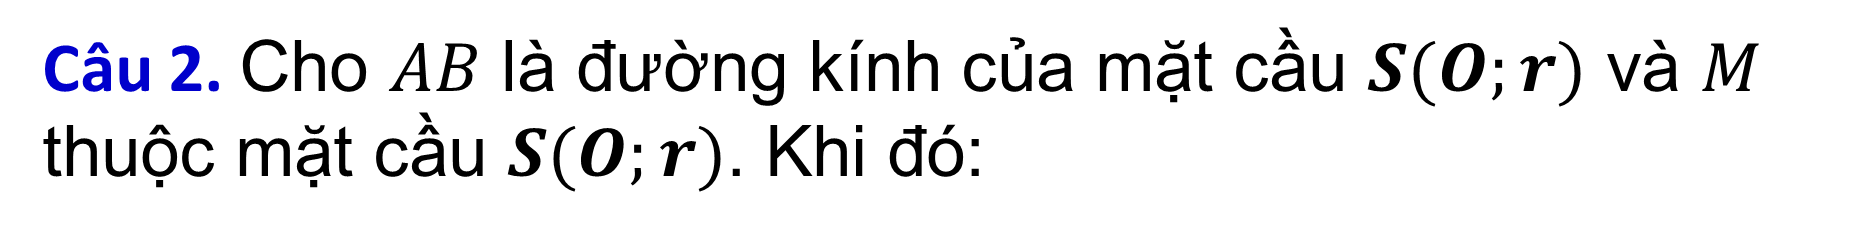 Câu 2. Cho AB là đường kính của mặt cầu S(O; r) và M
thuộc mặt cầu S(O; r). Khi đó: